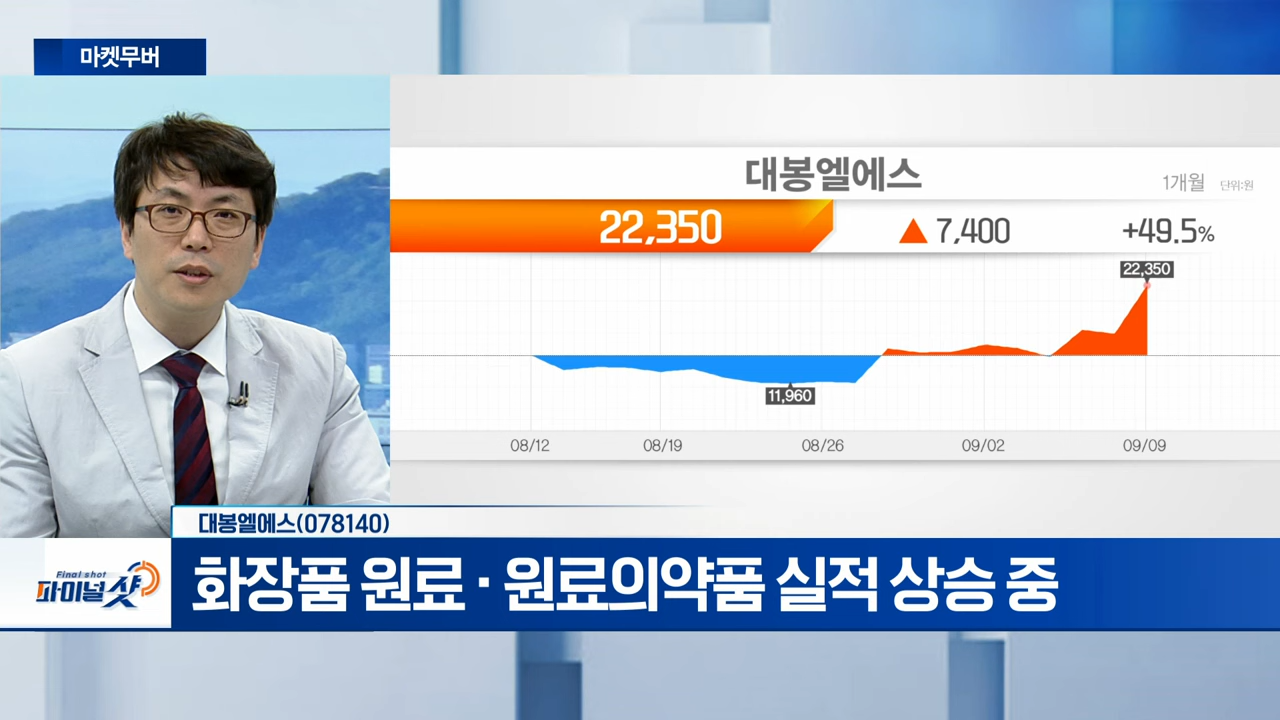 마켓무버
대봉엘에스
1개월 단위:원
22,350 ▲ 7,400 +49.5%
22,350
11,960
08/12 08/19 08/26 09/02 09/09
대봉엘에스(078140)
Final shot
파이널샷
화장품 원료·원료의약품 실적 상승 중